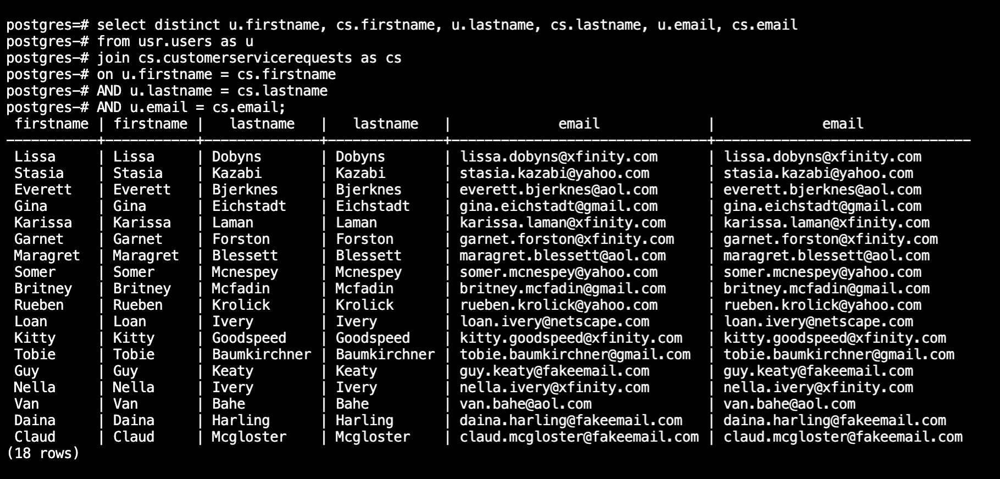 postgres=# select distinct u.firstname, cs.firstname, u.lastname, cs.lastname, u.email, cs.email
postgres-# from usr.users as u
postgres-# join cs.customerservicerequests as cs
postgres-# on u.firstname = cs.firstname
postgres-# AND u.lastname = cs.lastname
postgres-# AND u.email = cs.email;
 firstname | firstname |   lastname   |   lastname   |             email             |             email
-----------+-----------+--------------+--------------+-------------------------------+-------------------------------
 Lissa     | Lissa     | Dobyns       | Dobyns       | lissa.dobyns@xfinity.com      | lissa.dobyns@xfinity.com
 Stasia    | Stasia    | Kazabi       | Kazabi       | stasia.kazabi@yahoo.com       | stasia.kazabi@yahoo.com
 Everett   | Everett   | Bjerknes     | Bjerknes     | everett.bjerknes@aol.com      | everett.bjerknes@aol.com
 Gina      | Gina      | Eichstadt    | Eichstadt    | gina.eichstadt@gmail.com      | gina.eichstadt@gmail.com
 Karissa   | Karissa   | Laman        | Laman        | karissa.laman@xfinity.com     | karissa.laman@xfinity.com
 Garnet    | Garnet    | Forston      | Forston      | garnet.forston@xfinity.com    | garnet.forston@xfinity.com
 Maragret  | Maragret  | Blessett     | Blessett     | maragret.blessett@aol.com     | maragret.blessett@aol.com
 Somer     | Somer     | Mcnespey     | Mcnespey     | somer.mcnespey@yahoo.com      | somer.mcnespey@yahoo.com
 Britney   | Britney   | Mcfadin      | Mcfadin      | britney.mcfadin@gmail.com     | britney.mcfadin@gmail.com
 Rueben    | Rueben    | Krolick      | Krolick      | rueben.krolick@yahoo.com      | rueben.krolick@yahoo.com
 Loan      | Loan      | Ivery        | Ivery        | loan.ivery@netscape.com       | loan.ivery@netscape.com
 Kitty     | Kitty     | Goodspeed    | Goodspeed    | kitty.goodspeed@xfinity.com   | kitty.goodspeed@xfinity.com
 Tobie     | Tobie     | Baumkirchner | Baumkirchner | tobie.baumkirchner@gmail.com  | tobie.baumkirchner@gmail.com
 Guy       | Guy       | Keaty        | Keaty        | guy.keaty@fakeemail.com       | guy.keaty@fakeemail.com
 Nella     | Nella     | Ivery        | Ivery        | nella.ivery@xfinity.com       | nella.ivery@xfinity.com
 Van       | Van       | Bahe         | Bahe         | van.bahe@aol.com              | van.bahe@aol.com
 Daina     | Daina     | Harling      | Harling      | daina.harling@fakeemail.com   | daina.harling@fakeemail.com
 Claud     | Claud     | Mcgloster    | Mcgloster    | claud.mcgloster@fakeemail.com | claud.mcgloster@fakeemail.com
(18 rows)